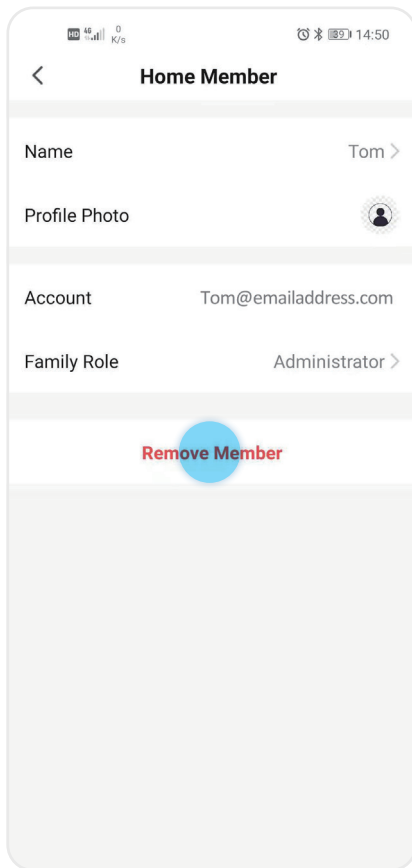 HD 4G 0 K/s 39 14:50
Home Member
Name Tom
Profile Photo
Account Tom@emailaddress.com
Family Role Administrator
Remove Member